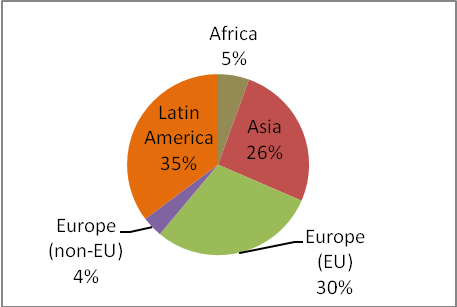 Africa
5%
Latin
America
35%
Asia
26%
Europe
(non-EU)
4%
Europe
(EU)
30%